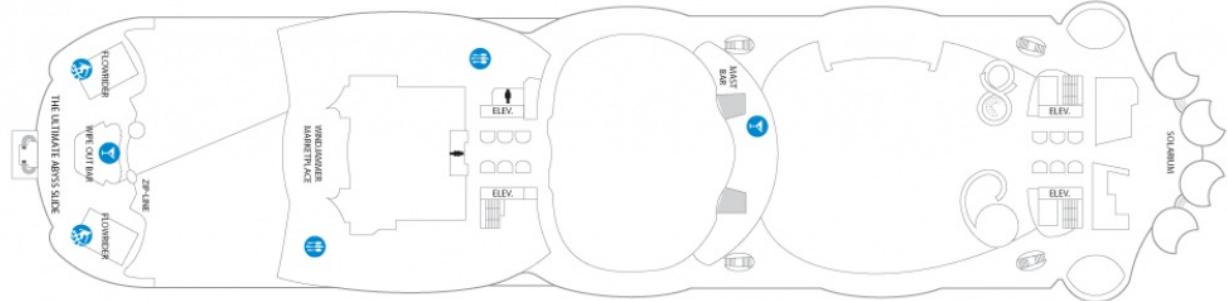 FLOWRIDER
THE ULTIMATE ABYSS SLIDE
WIPE OUT BAR
ZIP-LINE
FLOWRIDER
WINDJAMMER
MARKETPLACE
ELEV.
ELEV.
MAST
BAR
ELEV.
ELEV.
SOLARIUM